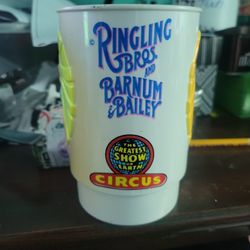 RINGLING
BROS. AND
BARNUM
& BAILEY
THE
GREATEST
SHOW
ON
EARTH
CIRCUS